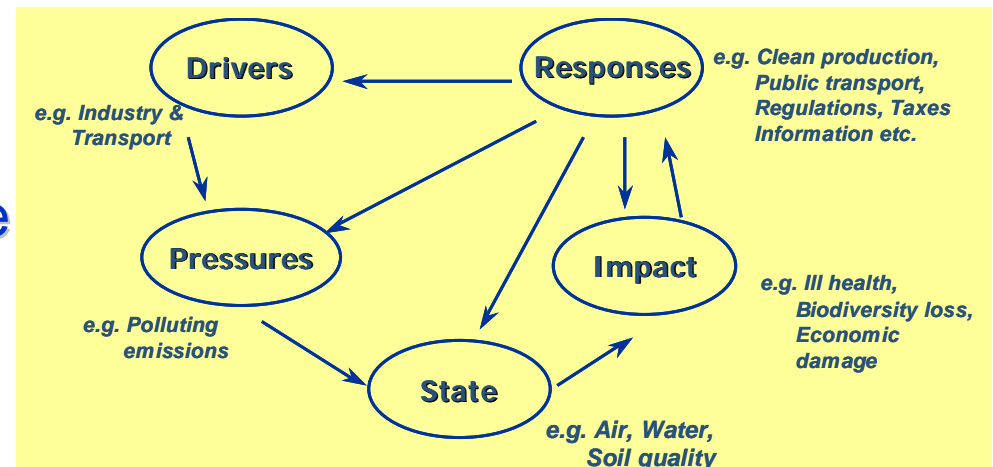 Drivers
Responses
e.g. Clean production,
Public transport,
Regulations, Taxes
Information etc.
e.g. Industry &
Transport
e
Pressures
Impact
e.g. Ill health,
Biodiversity loss,
Economic
damage
e.g. Polluting
emissions
State
e.g. Air, Water,
Soil quality